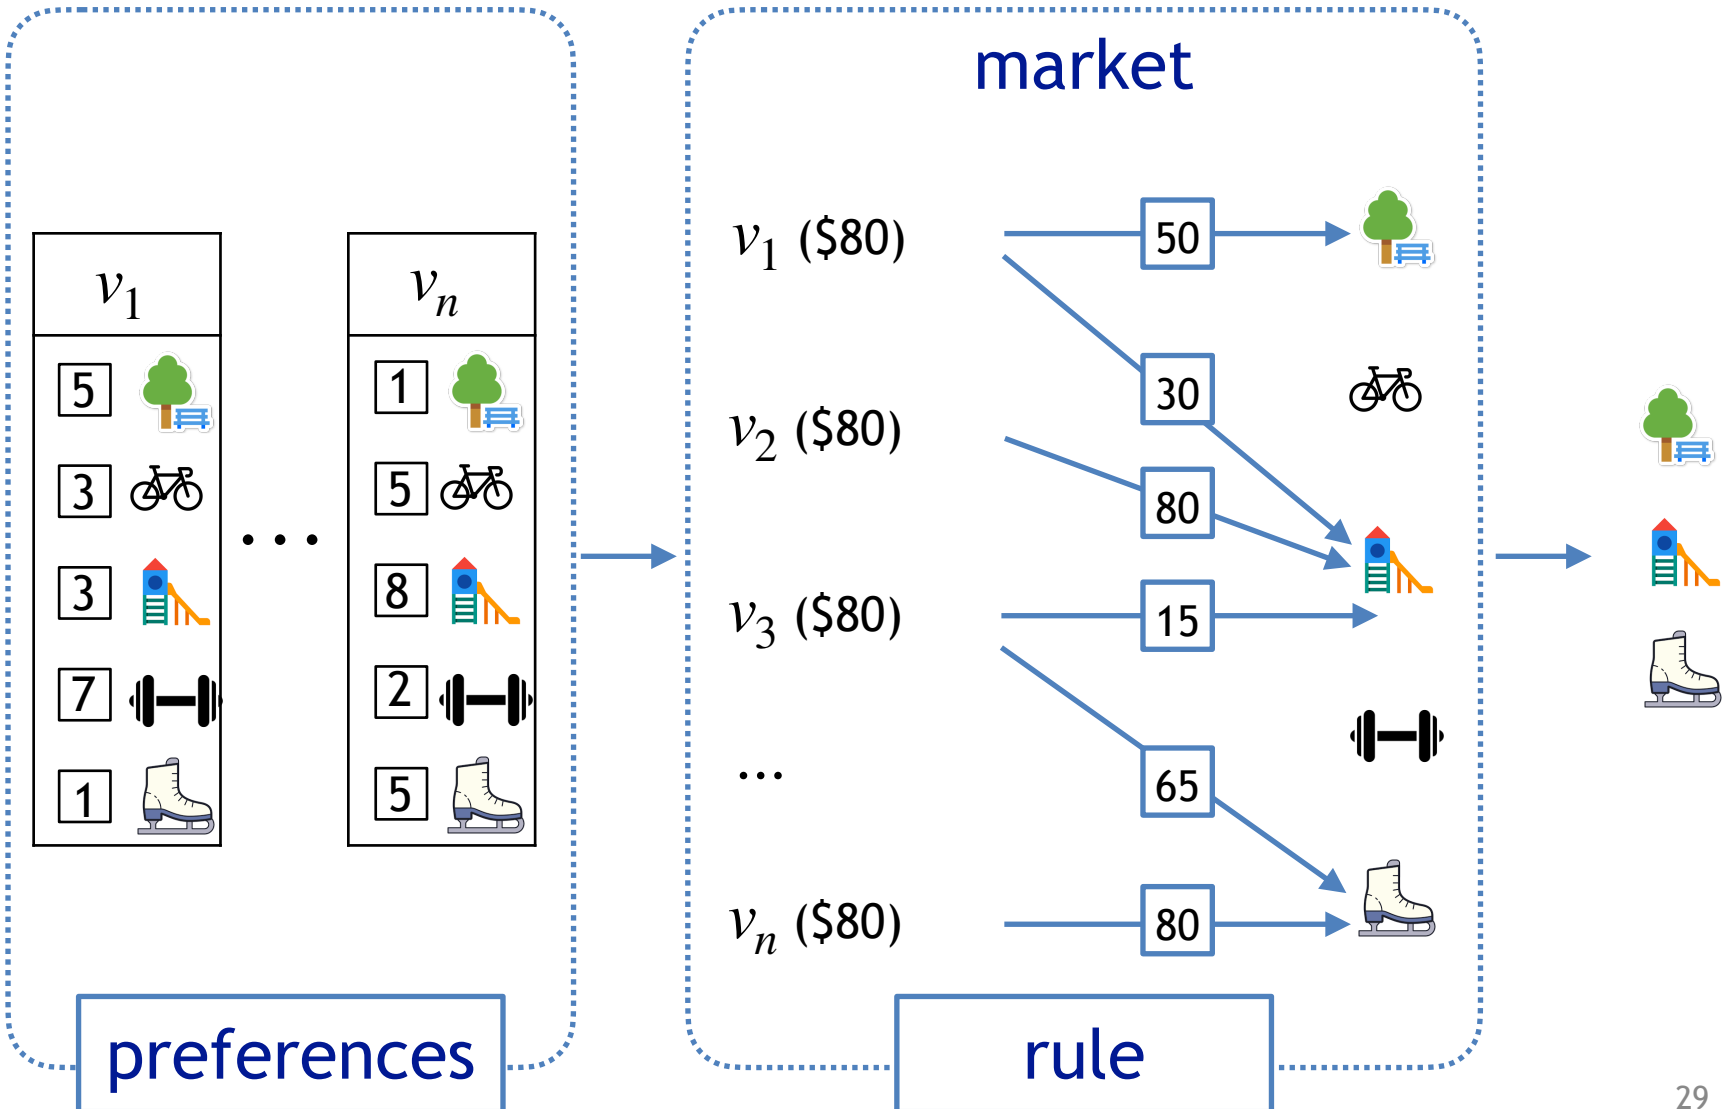 market
v₁
vₙ
5
3
3
7
1
...
1
5
8
2
5
preferences
v₁ ($80)
50
30
v₂ ($80)
80
v₃ ($80)
15
...
65
vₙ ($80)
80
rule
29